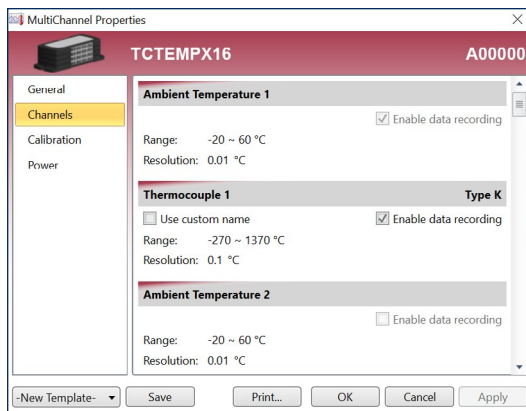 MultiChannel Properties
TCTEMPX16 A00000
General
Channels
Calibration
Power
Ambient Temperature 1
Enable data recording
Range: -20 ~ 60 °C
Resolution: 0.01 °C
Thermocouple 1 Type K
Use custom name Enable data recording
Range: -270 ~ 1370 °C
Resolution: 0.1 °C
Ambient Temperature 2
Enable data recording
Range: -20 ~ 60 °C
Resolution: 0.01 °C
-New Template- Save Print... OK Cancel Apply